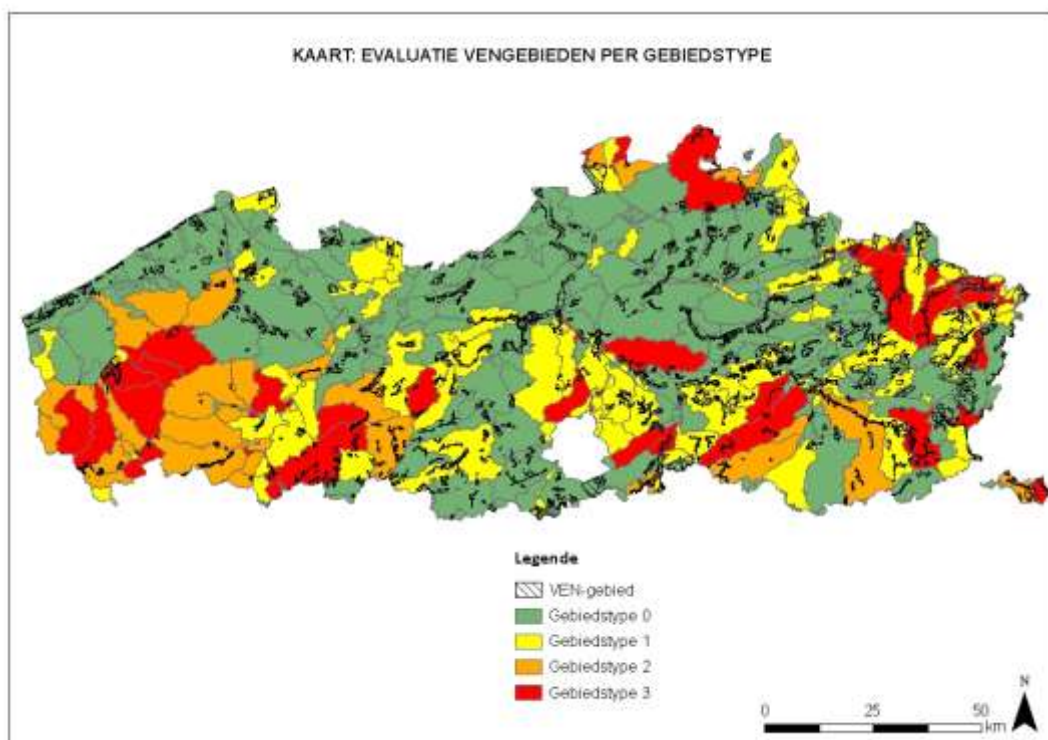 KAART: EVALUATIE VENGEBIEDEN PER GEBIEDSTYPE
Legende
VEN-gebied
Gebiedstype 0
Gebiedstype 1
Gebiedstype 2
Gebiedstype 3
N
0 25 50
km